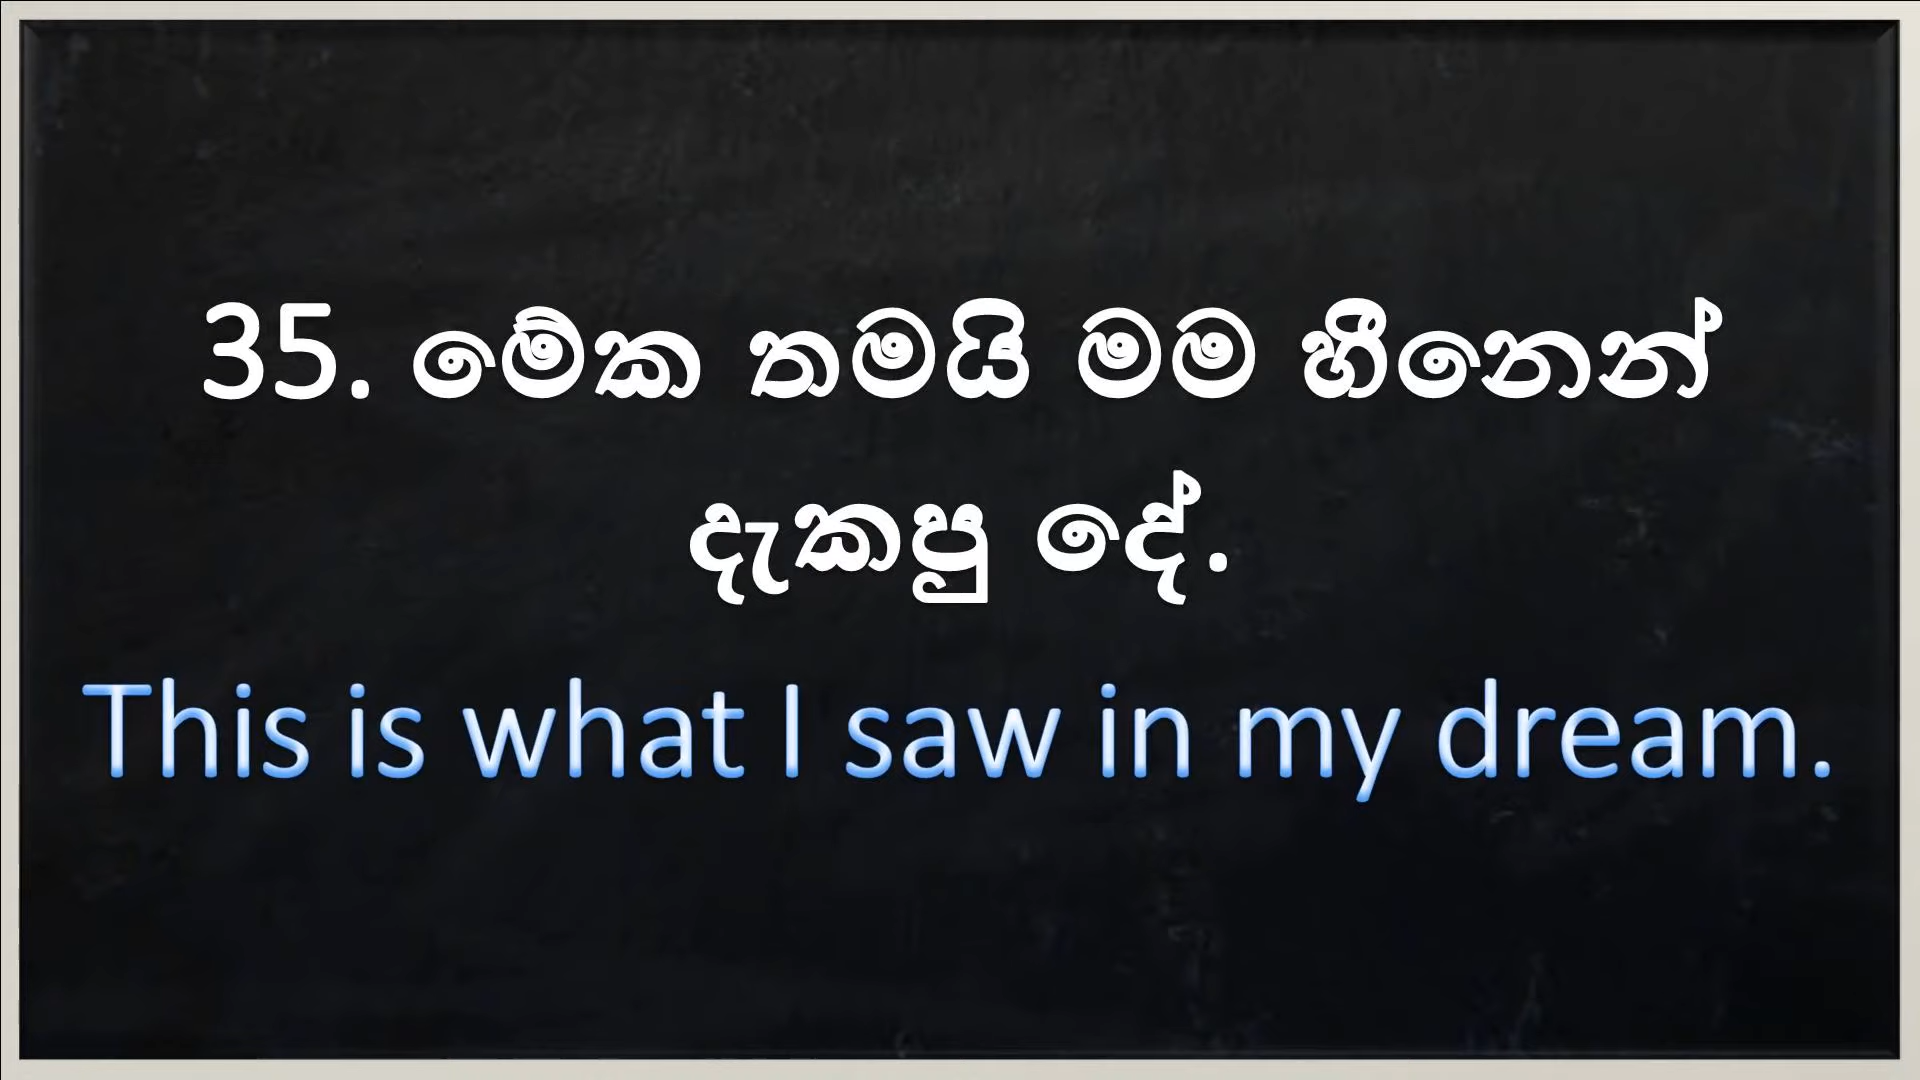 35. මේක තමයි මම හීනෙන්
දැකපු දේ.
This is what I saw in my dream.